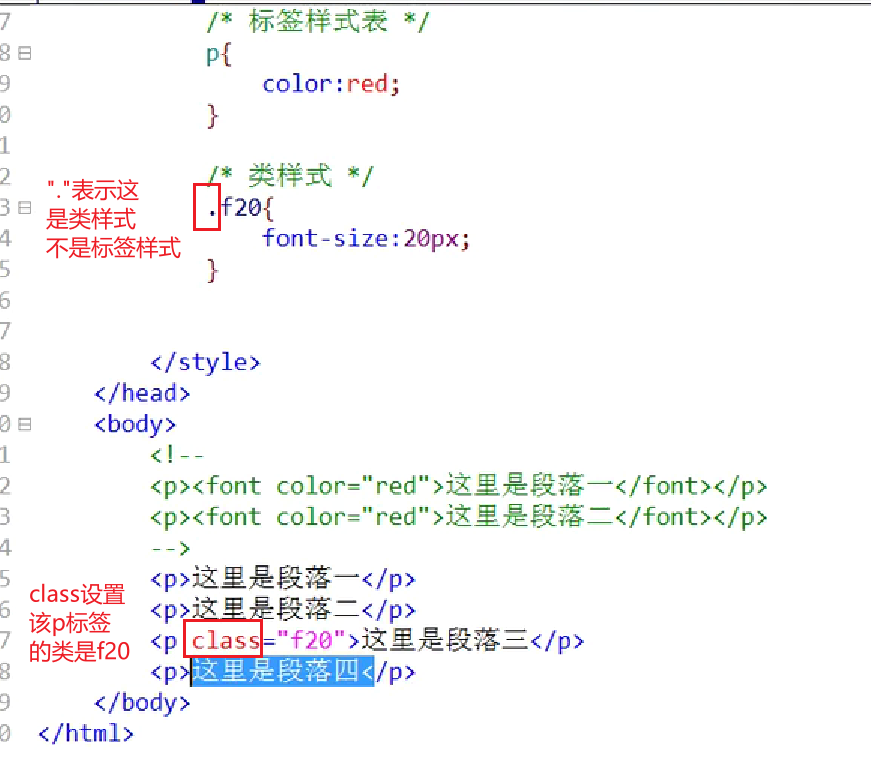 7 /* 标签样式表 */
8 p{
9 color:red;
0 }
1
2 /* 类样式 */
"."表示这
是类样式
不是标签样式
3 .f20{
4 font-size:20px;
5 }
6
7
8 </style>
9 </head>
0 <body>
1 <!--
2 <p><font color="red">这里是段落一</font></p>
3 <p><font color="red">这里是段落二</font></p>
4 -->
class设置
该p标签
的类是f20
5 <p>这里是段落一</p>
6 <p>这里是段落二</p>
7 <p class="f20">这里是段落三</p>
8 <p>这里是段落四</p>
9 </body>
0 </html>